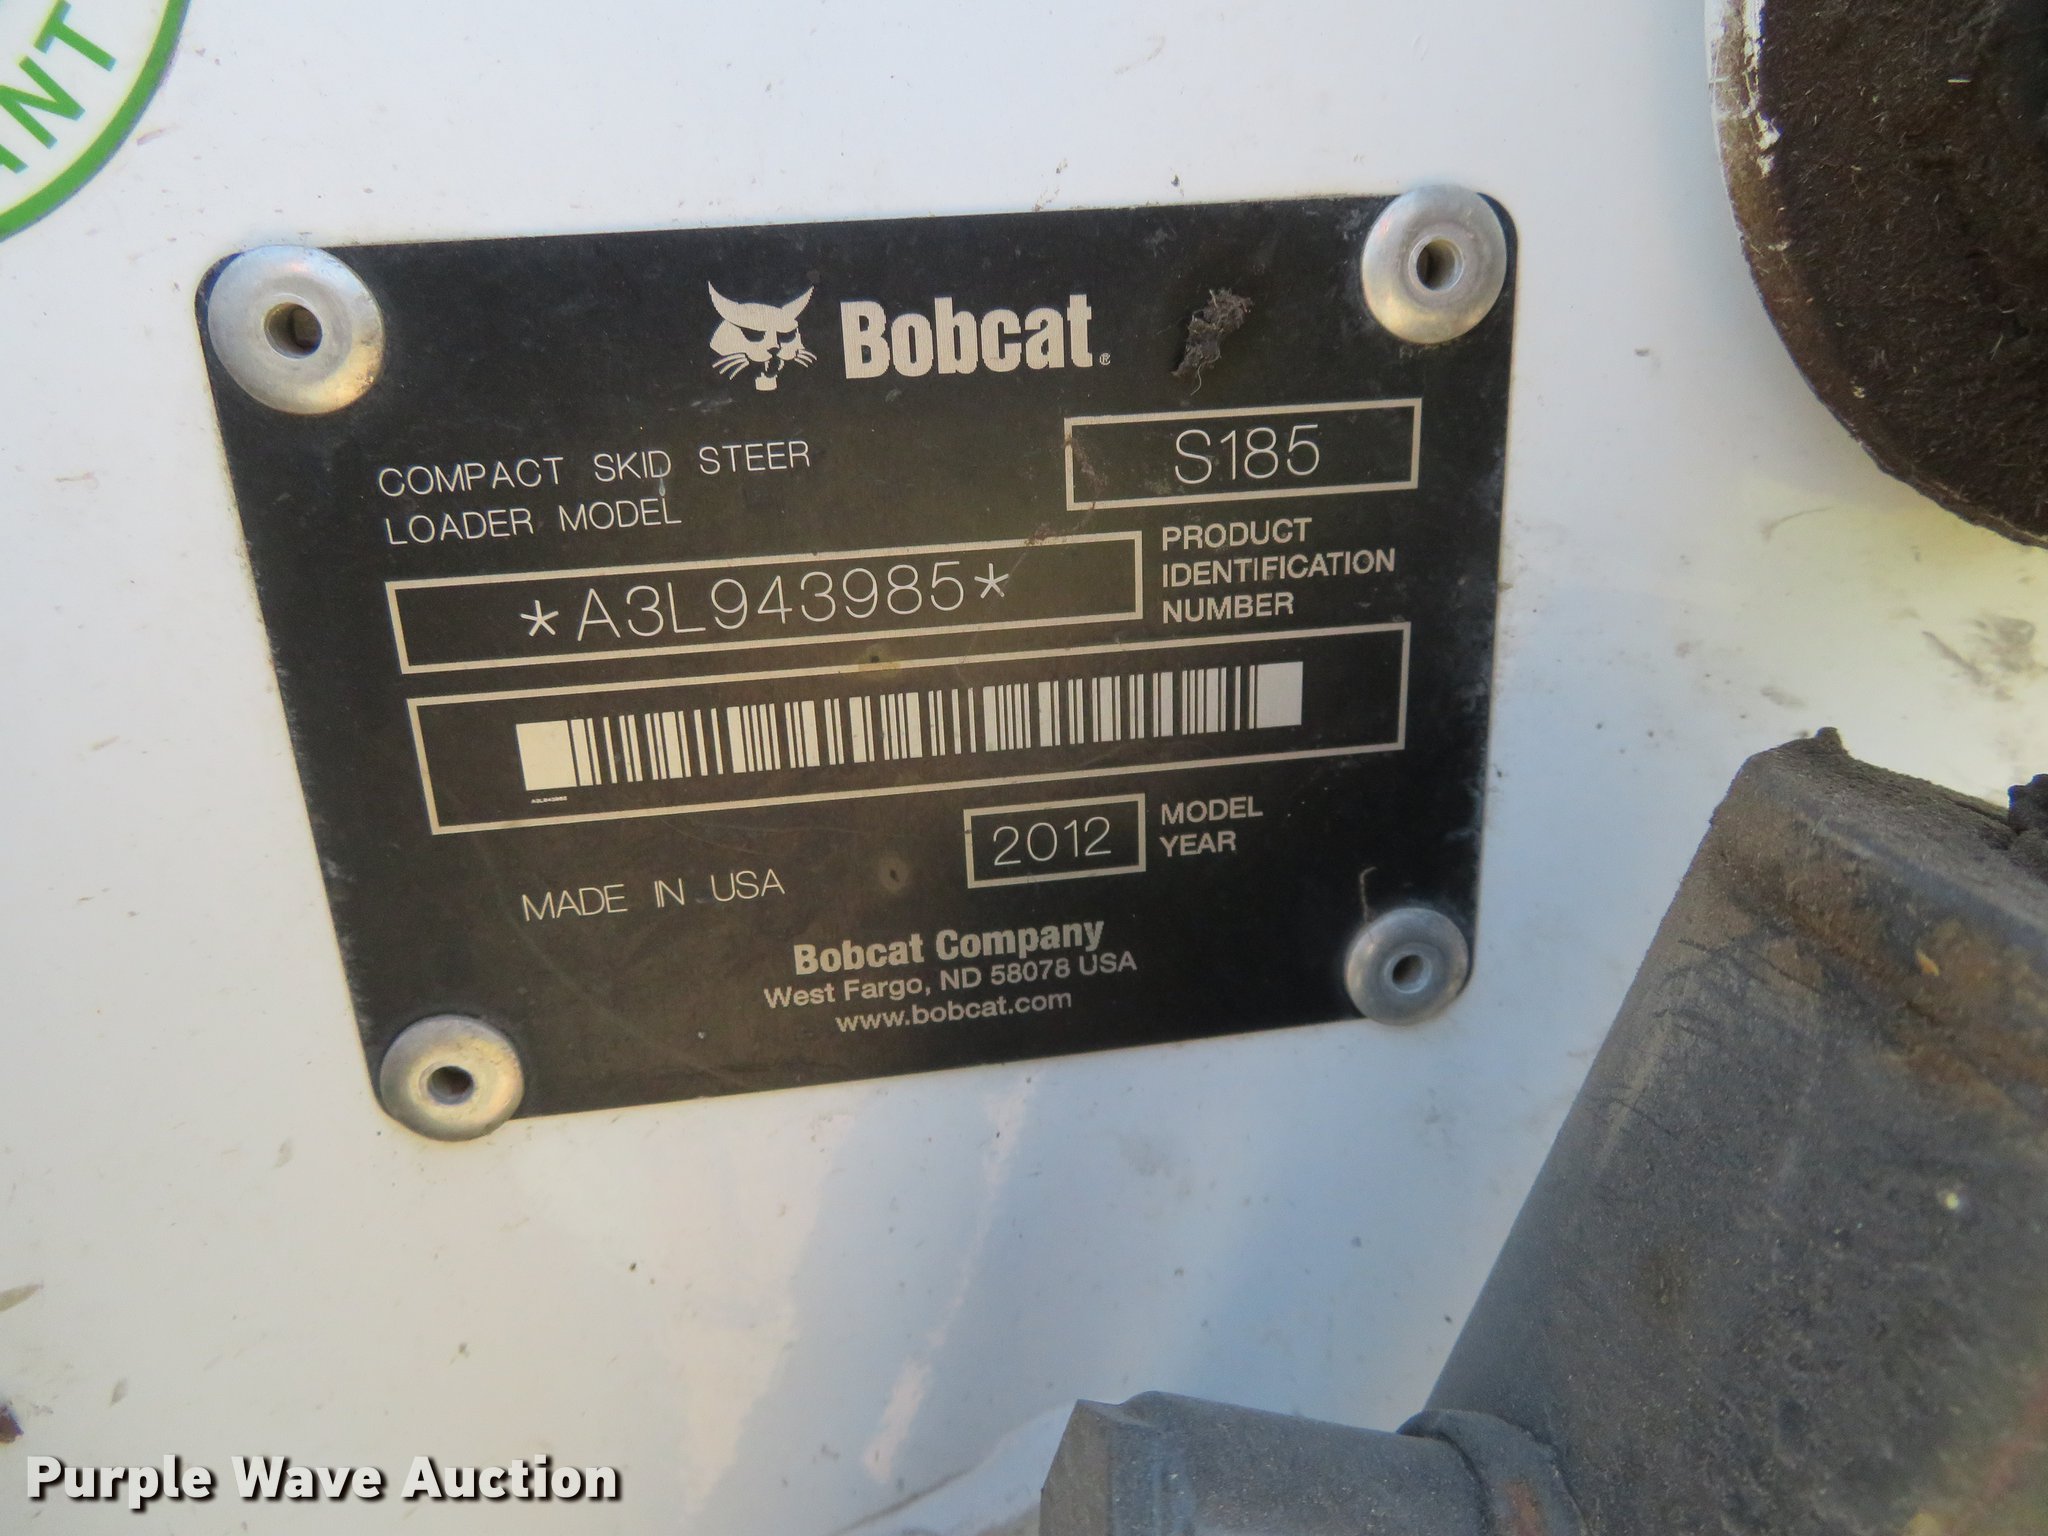 ANT
Bobcat®
COMPACT SKID STEER
LOADER MODEL
S185
*A3L943985*
PRODUCT
IDENTIFICATION
NUMBER
2012
MODEL
YEAR
MADE IN USA
Bobcat Company
West Fargo, ND 58078 USA
www.bobcat.com
Purple Wave Auction